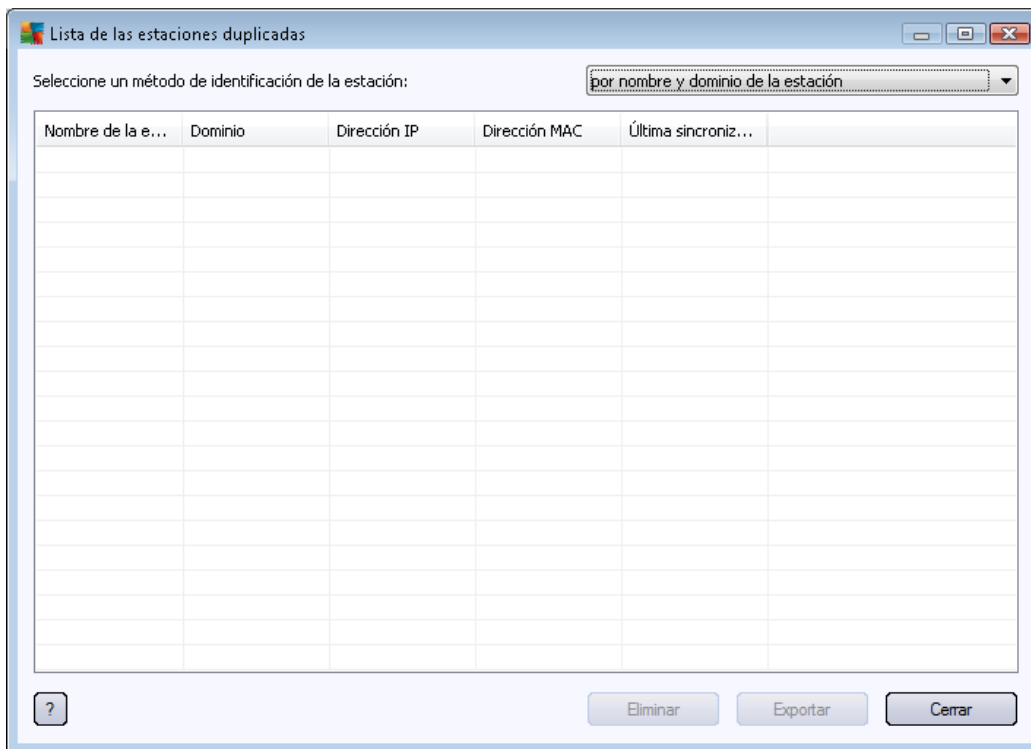 Lista de las estaciones duplicadas
Seleccione un método de identificación de la estación: por nombre y dominio de la estación
Nombre de la e... Dominio Dirección IP Dirección MAC Última sincroniz...
? Eliminar Exportar Cerrar